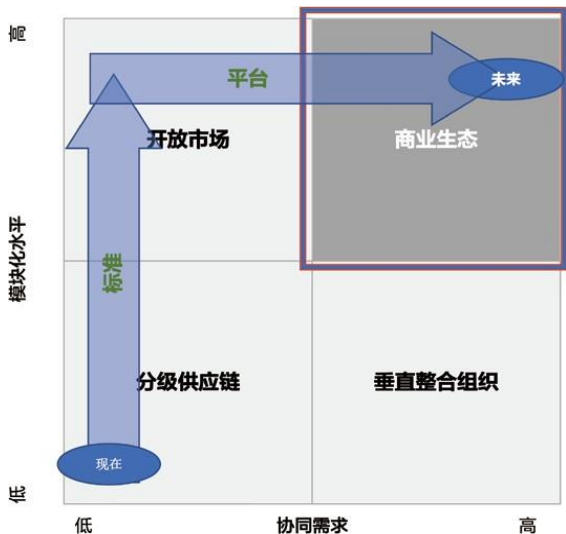 高
平台
未来
开放市场
商业生态
模块化水平
标准
分级供应链
垂直整合组织
现在
低
低
协同需求
高